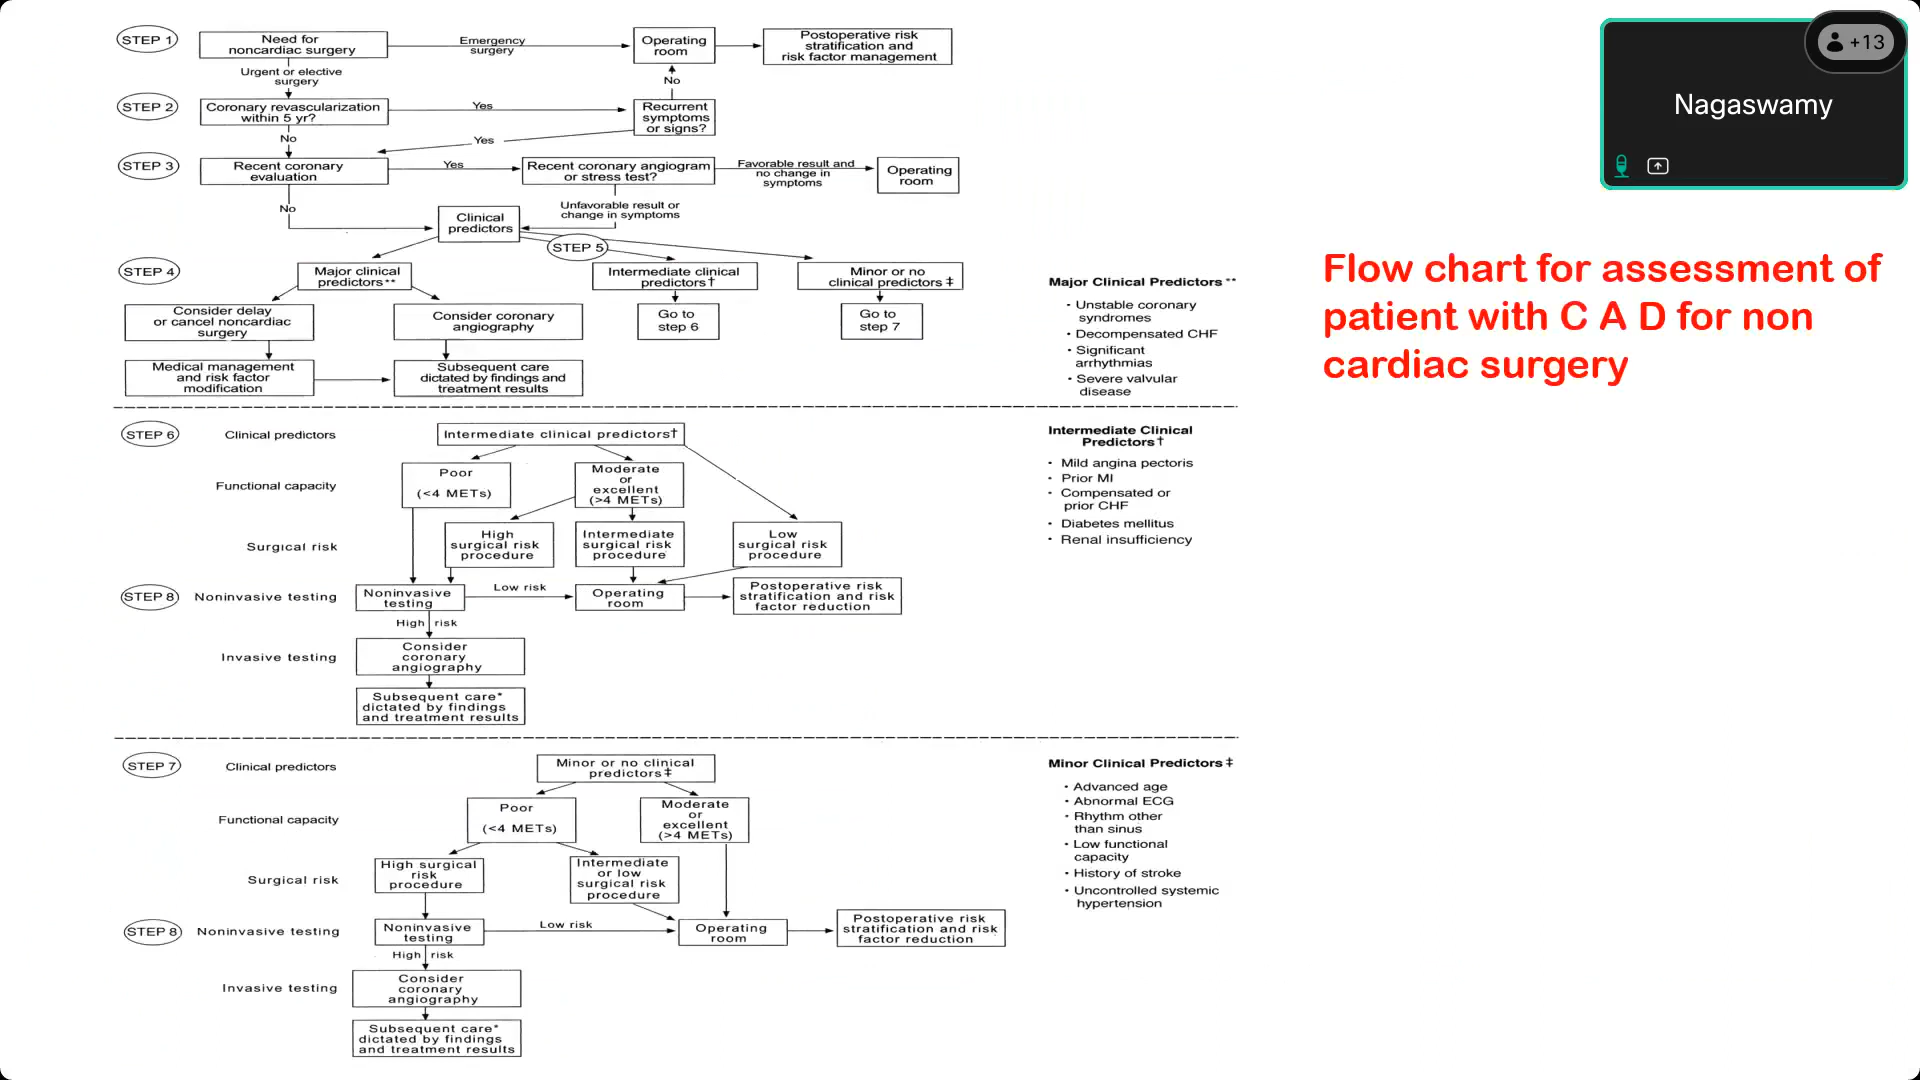 STEP 1
Need for
noncardiac surgery
Emergency
surgery
Operating
room
Postoperative risk
stratification and
risk factor management
Urgent or elective
surgery
No
STEP 2
Coronary revascularization
within 5 yr?
Yes
Recurrent
symptoms
or signs?
No
Yes
STEP 3
Recent coronary
evaluation
Yes
Recent coronary angiogram
or stress test?
Favorable result and
no change in
symptoms
Operating
room
No
Unfavorable result or
change in symptoms
Clinical
predictors
STEP 5
STEP 4
Major clinical
predictors**
Intermediate clinical
predictors†
Minor or no
clinical predictors ‡
Consider delay
or cancel noncardiac
surgery
Consider coronary
angiography
Go to
step 6
Go to
step 7
Medical management
and risk factor
modification
Subsequent care
dictated by findings and
treatment results
Major Clinical Predictors **
• Unstable coronary
syndromes
• Decompensated CHF
• Significant
arrhythmias
• Severe valvular
disease
STEP 6
Clinical predictors
Intermediate clinical predictors†
Functional capacity
Poor
(<4 METs)
Moderate
or
excellent
(>4 METs)
Surgical risk
High
surgical risk
procedure
Intermediate
surgical risk
procedure
Low
surgical risk
procedure
STEP 8
Noninvasive testing
Noninvasive
testing
Low risk
Operating
room
Postoperative risk
stratification and risk
factor reduction
High risk
Invasive testing
Consider
coronary
angiography
Subsequent care*
dictated by findings
and treatment results
Intermediate Clinical
Predictors †
• Mild angina pectoris
• Prior MI
• Compensated or
prior CHF
• Diabetes mellitus
• Renal insufficiency
STEP 7
Clinical predictors
Minor or no clinical
predictors‡
Functional capacity
Poor
(<4 METs)
Moderate
or
excellent
(>4 METs)
Surgical risk
High surgical
risk
procedure
Intermediate
or low
surgical risk
procedure
STEP 8
Noninvasive testing
Noninvasive
testing
Low risk
Operating
room
Postoperative risk
stratification and risk
factor reduction
High risk
Invasive testing
Consider
coronary
angiography
Subsequent care*
dictated by findings
and treatment results
Minor Clinical Predictors ‡
• Advanced age
• Abnormal ECG
• Rhythm other
than sinus
• Low functional
capacity
• History of stroke
• Uncontrolled systemic
hypertension
+13
Nagaswamy
Flow chart for assessment of
patient with C A D for non
cardiac surgery